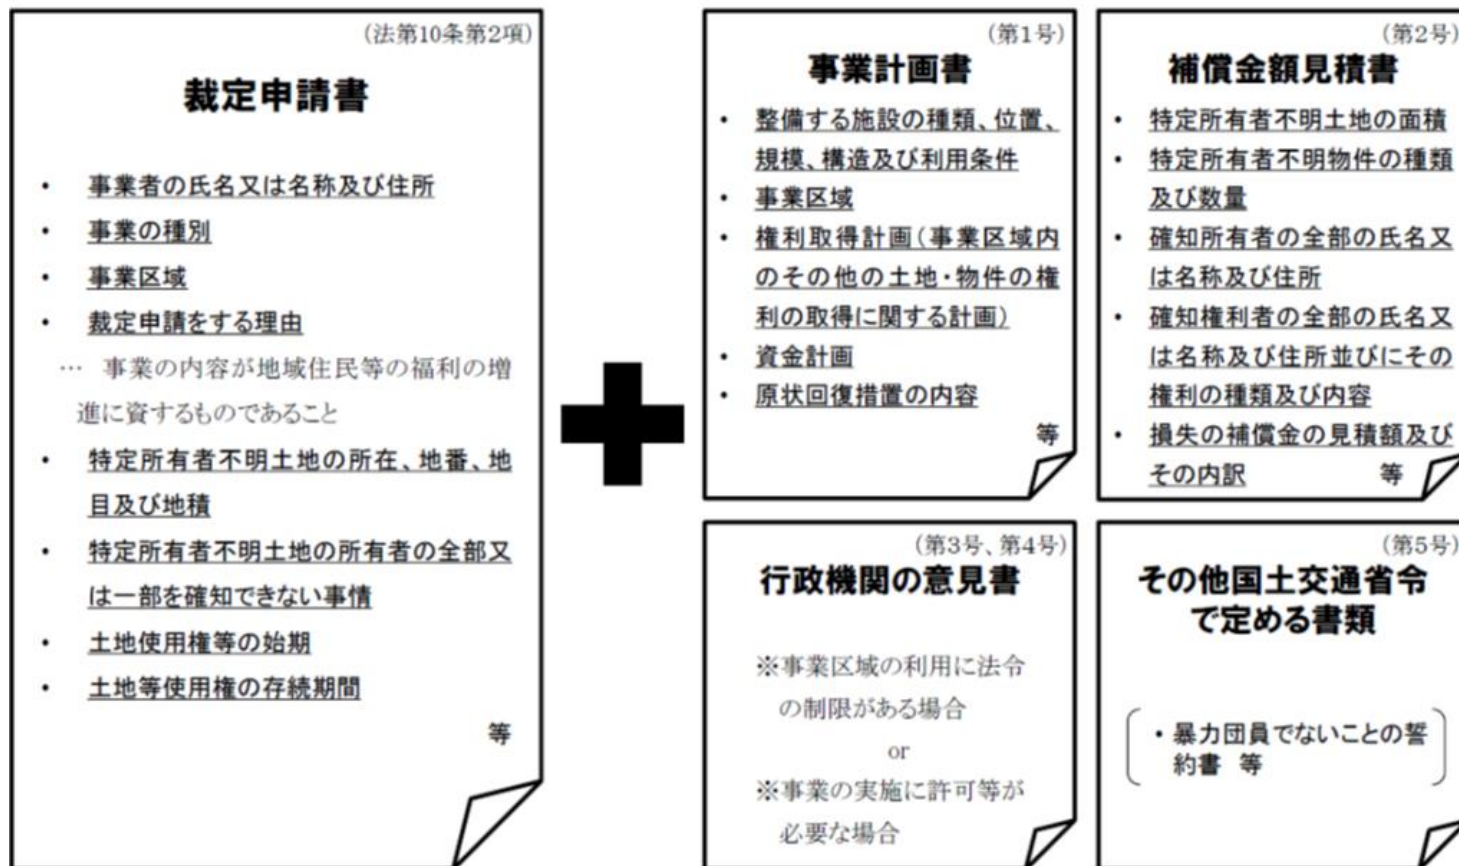 (法第10条第2項)
裁定申請書
・ 事業者の氏名又は名称及び住所
・ 事業の種別
・ 事業区域
・ 裁定申請をする理由
… 事業の内容が地域住民等の福利の増
進に資するものであること
・ 特定所有者不明土地の所在、地番、地
目及び地積
・ 特定所有者不明土地の所有者の全部又
は一部を確知できない事情
・ 土地使用権等の始期
・ 土地等使用権の存続期間
等
(第1号)
事業計画書
・ 整備する施設の種類、位置、
規模、構造及び利用条件
・ 事業区域
・ 権利取得計画(事業区域内
のその他の土地・物件の権
利の取得に関する計画)
・ 資金計画
・ 原状回復措置の内容
等
(第2号)
補償金額見積書
・ 特定所有者不明土地の面積
・ 特定所有者不明物件の種類
及び数量
・ 確知所有者の全部の氏名又
は名称及び住所
・ 確知権利者の全部の氏名又
は名称及び住所並びにその
権利の種類及び内容
・ 損失の補償金の見積額及び
その内訳 等
(第3号、第4号)
行政機関の意見書
※事業区域の利用に法令
の制限がある場合
or
※事業の実施に許可等が
必要な場合
(第5号)
その他国土交通省令
で定める書類
・暴力団員でないことの誓
約書 等